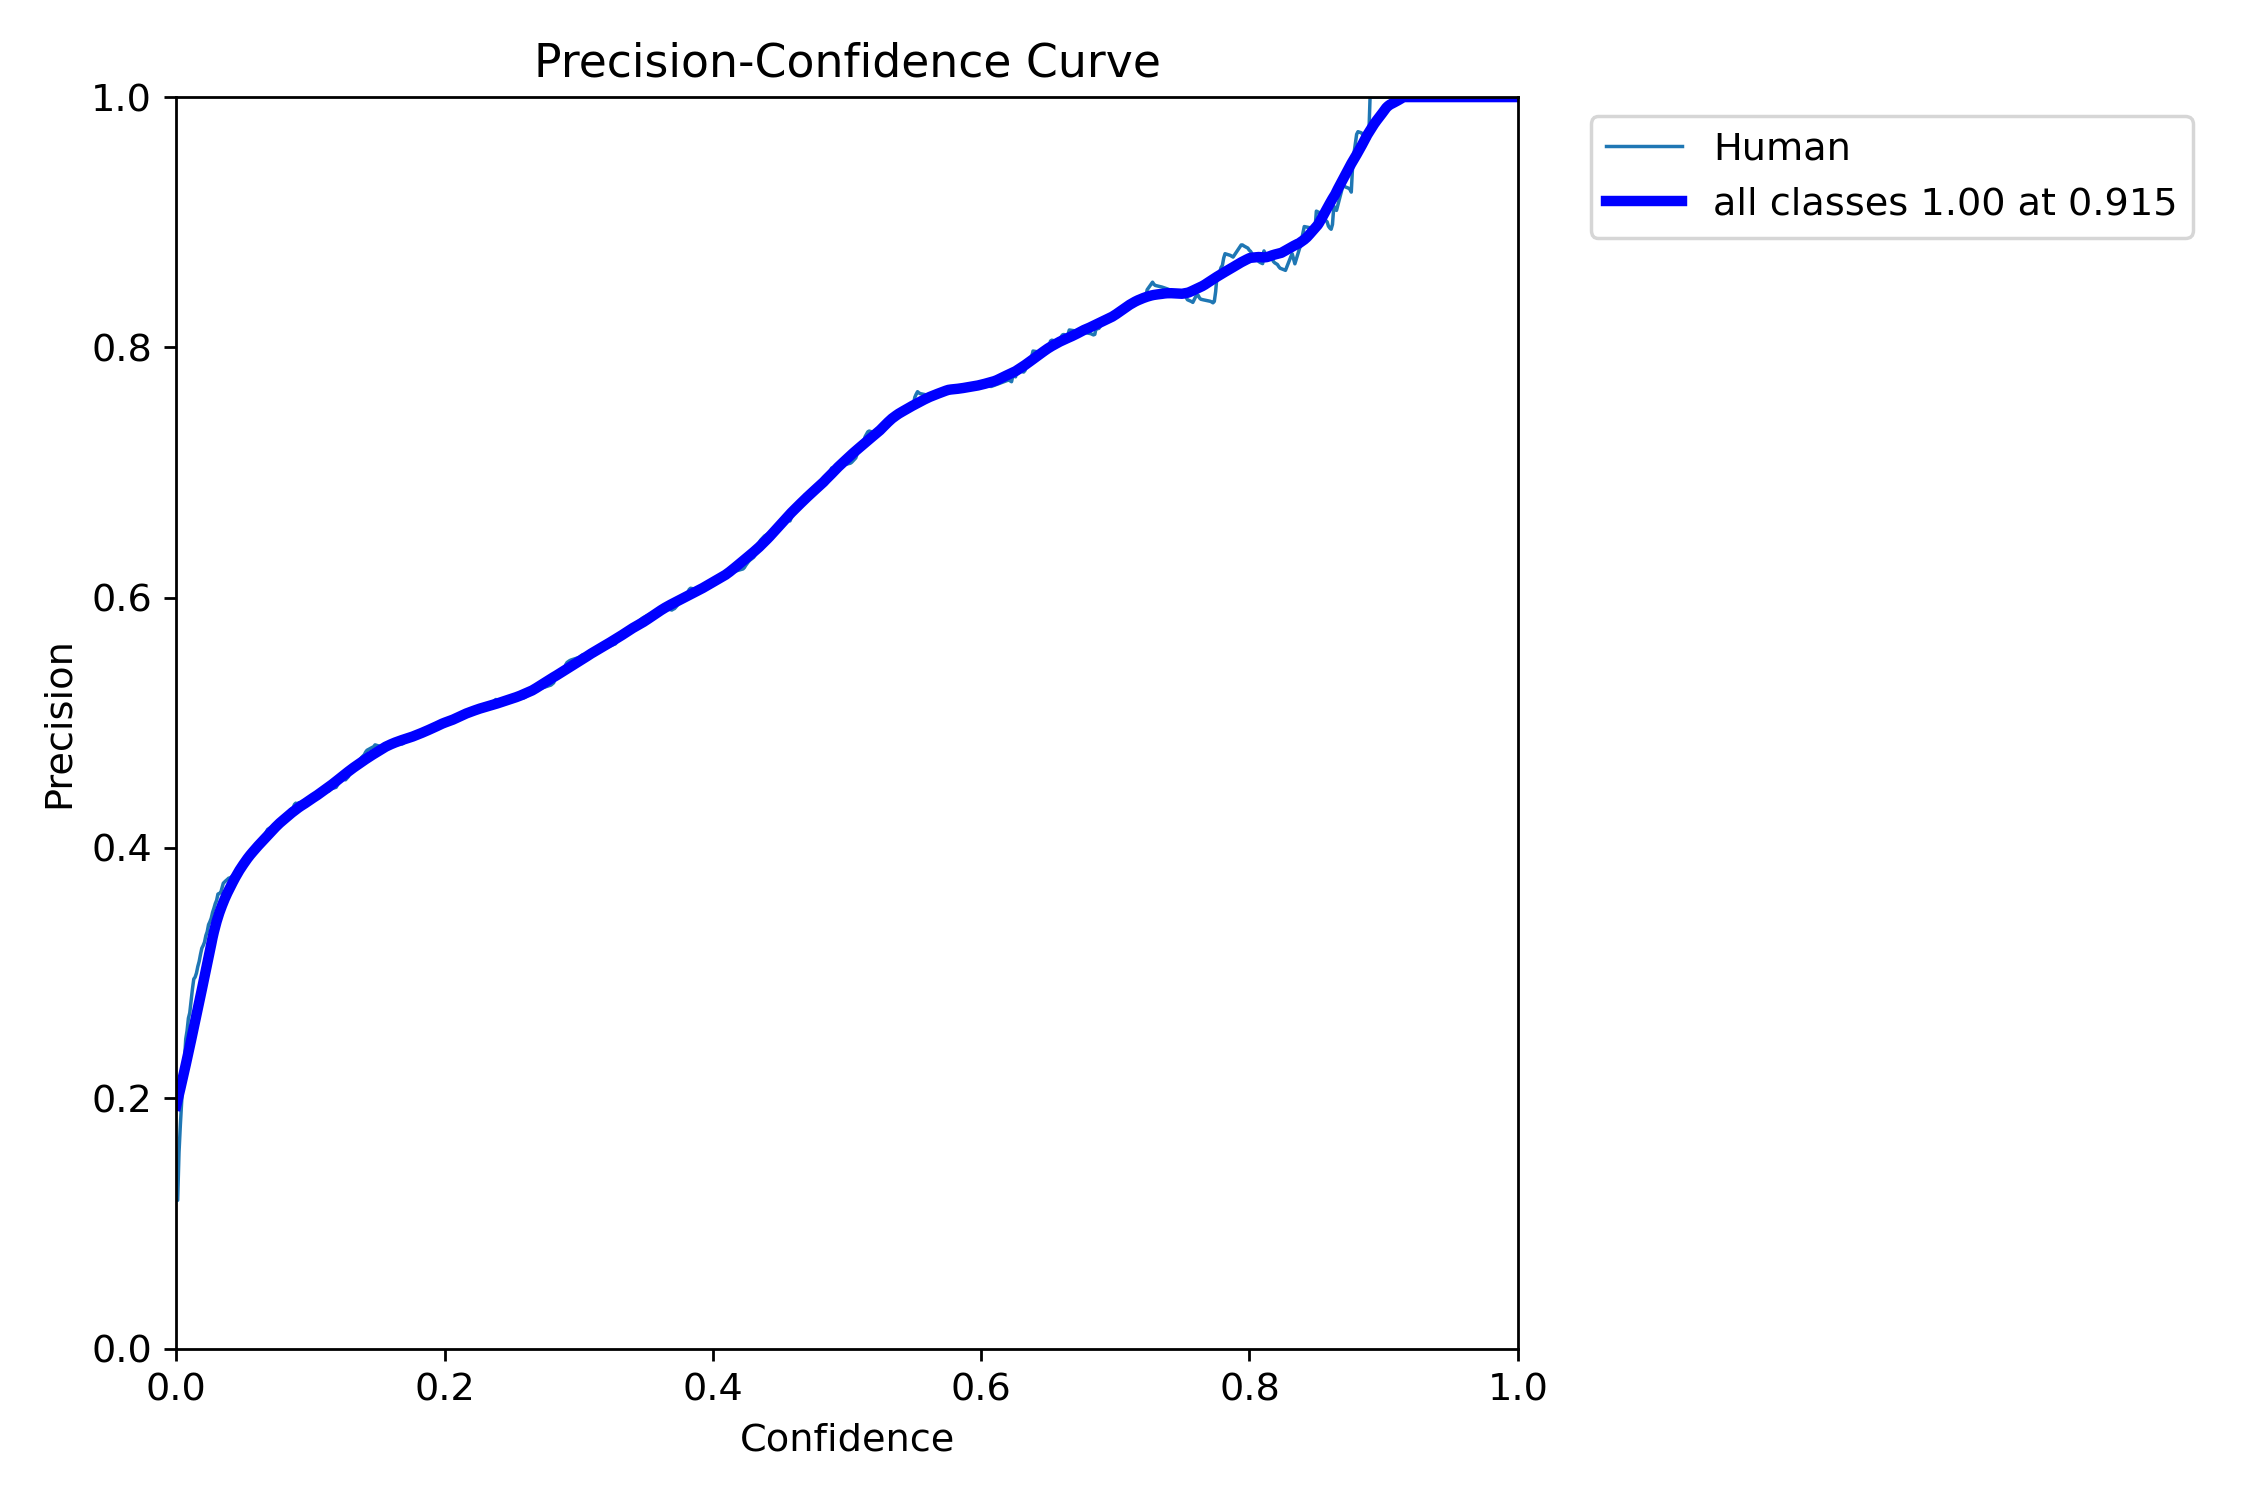 Precision-Confidence Curve
Human
all classes 1.00 at 0.915
1.0
0.8
0.6
0.4
0.2
0.0
Precision
0.0 0.2 0.4 0.6 0.8 1.0
Confidence